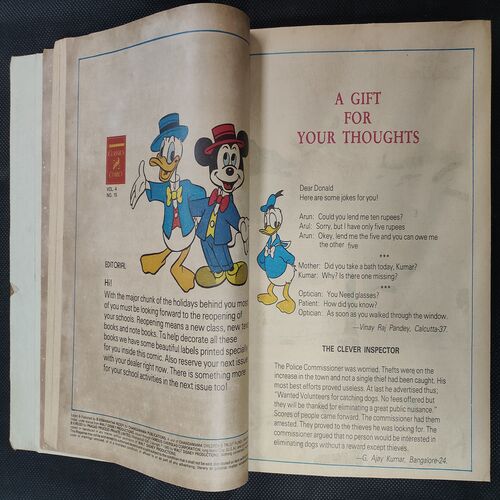 CLASSICS
and
COMICS
VOL. 4
NO. 15
EDITORIAL
Hi!
With the major chunk of the holidays behind you most
of you must be looking forward to the reopening of
your schools. Reopening means a new class, new text
books and note books. To help decorate all these
books we have some beautiful labels printed specially
for you inside this comic. Also reserve your next issue
with your dealer right now. There is something more
for your school activities in the next issue too!
A GIFT
FOR
YOUR THOUGHTS
Dear Donald
Here are some jokes for you!
Arun: Could you lend me ten rupees?
Arul: Sorry, but I have only five rupees
Arun: Okey, lend me the five and you can owe me
the other five
***
Mother: Did you take a bath today, Kumar?
Kumar: Why? Is there one missing?
***
Optician: You Need glasses?
Patient: How did you know?
Optician: As soon as you walked through the window.
—Vinay Raj Pandey, Calcutta-37.
THE CLEVER INSPECTOR
The Police Commissioner was worried. Thefts were on the
increase in the town and not a single thief had been caught. His
most efforts proved useless. At last he advertised thus;
"Wanted Volunteers for catching dogs. No fees offered but
they will be thanked for eliminating a great public nuisance."
Scores of people came forward. The commissioner had them
arrested. They proved to the thieves he was looking for. The
commissioner argued that no person would be interested in
eliminating dogs without a reward except thieves.
—G. Ajay Kumar, Bangalore-24.